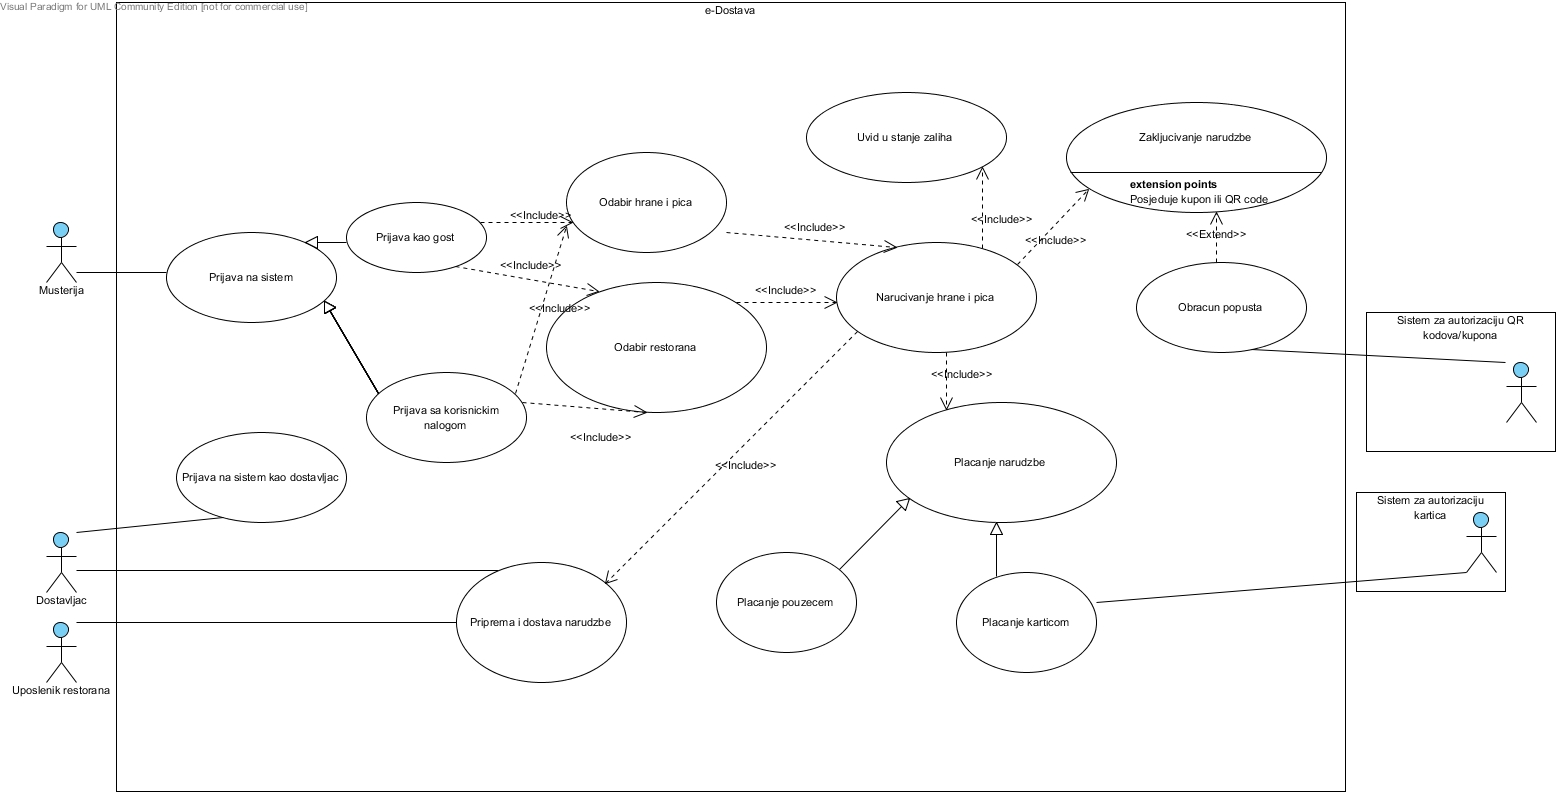 Visual Paradigm for UML Community Edition [not for commercial use]
e-Dostava
Uvid u stanje zaliha
Zakljucivanje narudzbe
extension points
Posjeduje kupon ili QR code
Odabir hrane i pica
<<Include>>
Prijava kao gost
<<Include>>
<<Include>>
<<Include>>
<<Extend>>
<<Include>>
Prijava na sistem
Musterija
<<Include>>
Narucivanje hrane i pica
<<Include>>
Obracun popusta
Sistem za autorizaciju QR
kodova/kupona
Odabir restorana
<<Include>>
Prijava sa korisnickim
nalogom
<<Include>>
<<Include>>
Placanje narudzbe
Prijava na sistem kao dostavljac
Sistem za autorizaciju
kartica
Dostavljac
Placanje pouzecem
Priprema i dostava narudzbe
Placanje karticom
Uposlenik restorana